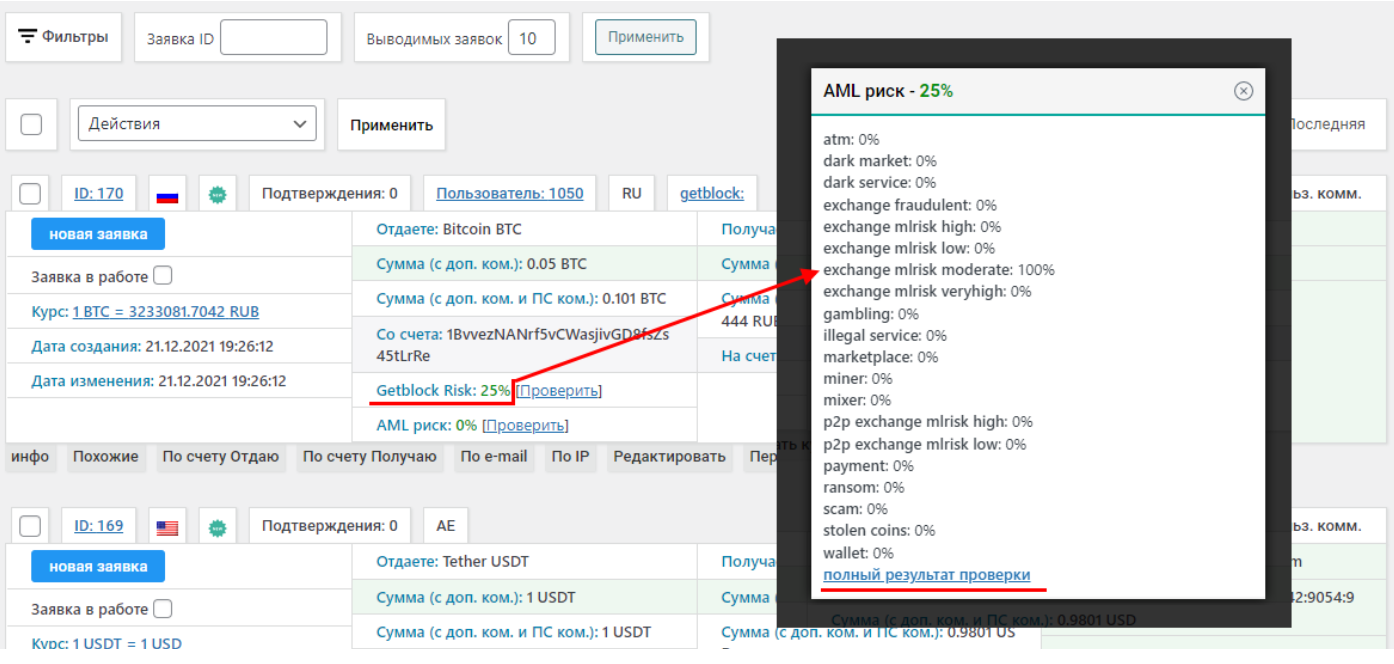 Фильтры
Заявка ID
Выводимых заявок 10
Применить
Действия
Применить
Последняя
ID: 170
Подтверждения: 0
Пользователь: 1050
RU
getblock:
новая заявка
Заявка в работе
Курс: 1 BTC = 3233081.7042 RUB
Дата создания: 21.12.2021 19:26:12
Дата изменения: 21.12.2021 19:26:12
Отдаете: Bitcoin BTC
Сумма (с доп. ком.): 0.05 BTC
Сумма (с доп. ком. и ПС ком.): 0.101 BTC
Со счета: 1BvvezNANrf5vCWasjivGD8fsZs
45tLrRe
Getblock Risk: 25% [Проверить]
AML риск: 0% [Проверить]
Сумма
Сумма
444 RUB
На счет
ьз. комм.
AML риск - 25%
atm: 0%
dark market: 0%
dark service: 0%
exchange fraudulent: 0%
exchange mlrisk high: 0%
exchange mlrisk low: 0%
exchange mlrisk moderate: 100%
exchange mlrisk veryhigh: 0%
gambling: 0%
illegal service: 0%
marketplace: 0%
miner: 0%
mixer: 0%
p2p exchange mlrisk high: 0%
p2p exchange mlrisk low: 0%
payment: 0%
ransom: 0%
scam: 0%
stolen coins: 0%
wallet: 0%
полный результат проверки
инфо
Похожие
По счету Отдаю
По счету Получаю
По e-mail
По IP
Редактировать
ID: 169
Подтверждения: 0
AE
ьз. комм.
новая заявка
Заявка в работе
Курс: 1 USDT = 1 USD
Отдаете: Tether USDT
Сумма (с доп. ком.): 1 USDT
Сумма (с доп. ком. и ПС ком.): 1 USDT
Сумма
42:9054:9
Сумма (с доп. ком. и ПС ком.): 0.9801 US
Сумма (с доп. ком. и ПС ком.): 0.9801 USD